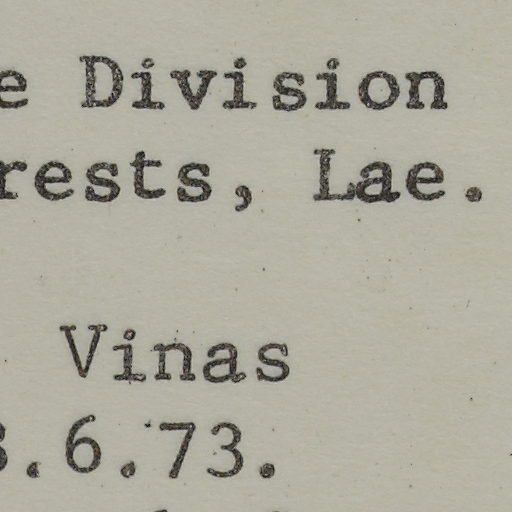 e Division
rests, Lae.
Vinas
3.6.73.